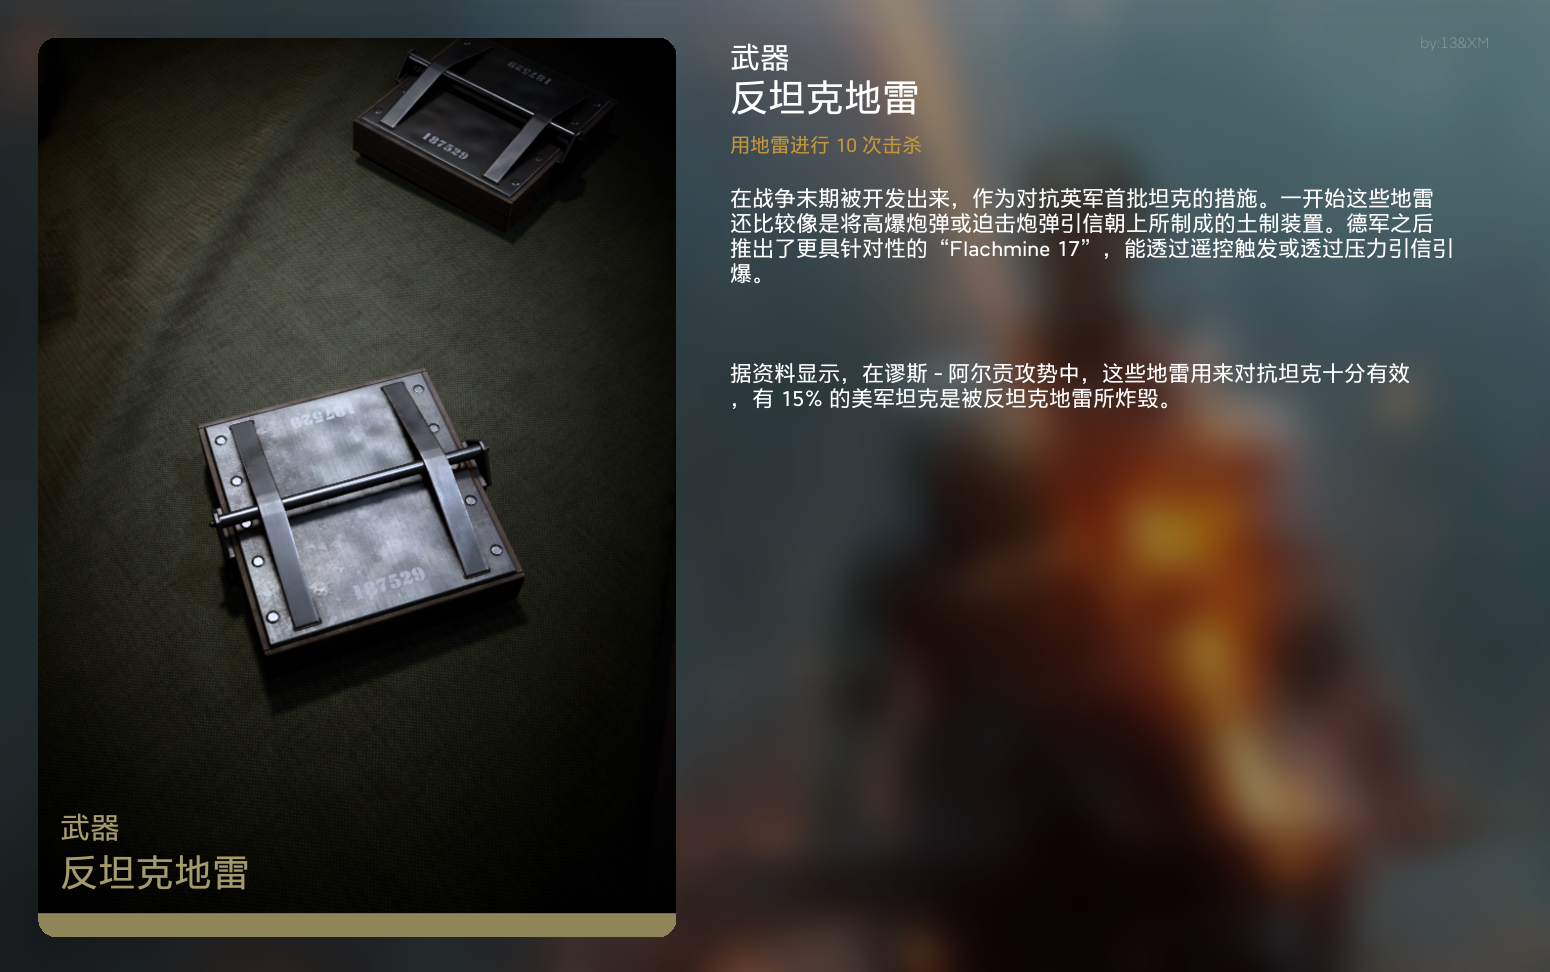 187529
187529
187529
187529
武器
反坦克地雷
武器
反坦克地雷
用地雷进行 10 次击杀
在战争末期被开发出来，作为对抗英军首批坦克的措施。一开始这些地雷
还比较像是将高爆炮弹或迫击炮弹引信朝上所制成的土制装置。德军之后
推出了更具针对性的“Flachmine 17”，能透过遥控触发或透过压力引信引
爆。
据资料显示，在谬斯 - 阿尔贡攻势中，这些地雷用来对抗坦克十分有效
，有 15% 的美军坦克是被反坦克地雷所炸毁。
by:13&XM